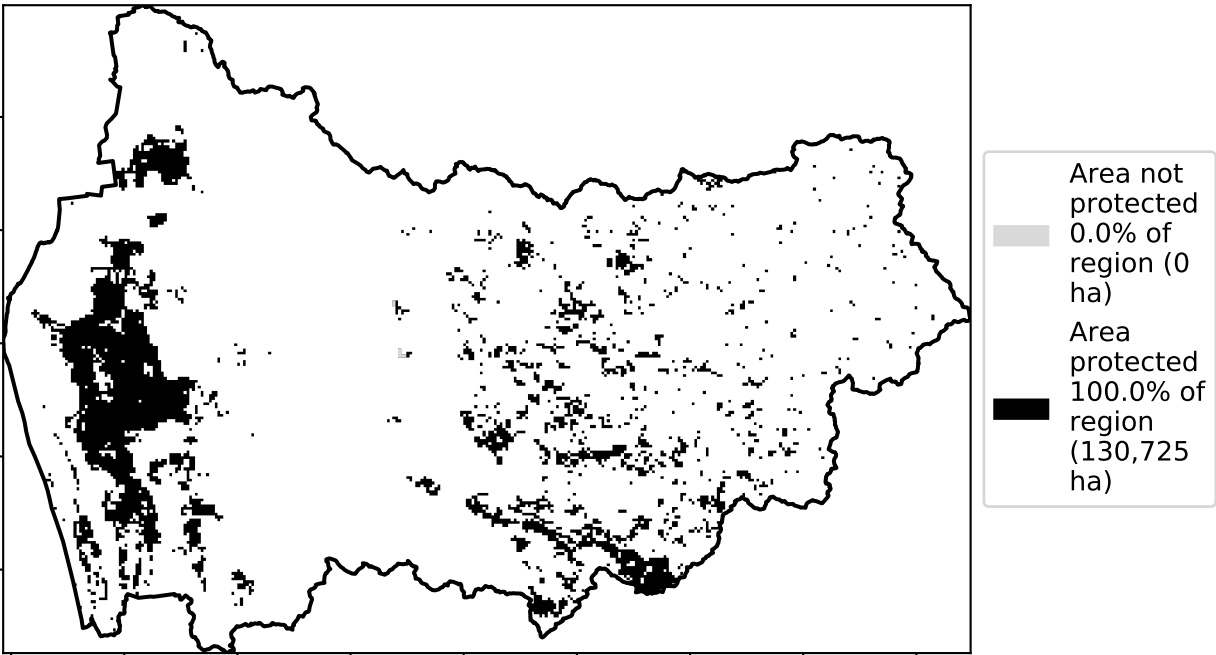 Area not
protected
0.0% of
region (0
ha)
Area
protected
100.0% of
region
(130,725
ha)